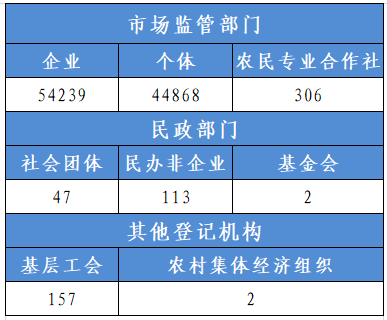 市场监管部门
企业 个体 农民专业合作社
54239 44868 306
民政部门
社会团体 民办非企业 基金会
47 113 2
其他登记机构
基层工会 农村集体经济组织
157 2